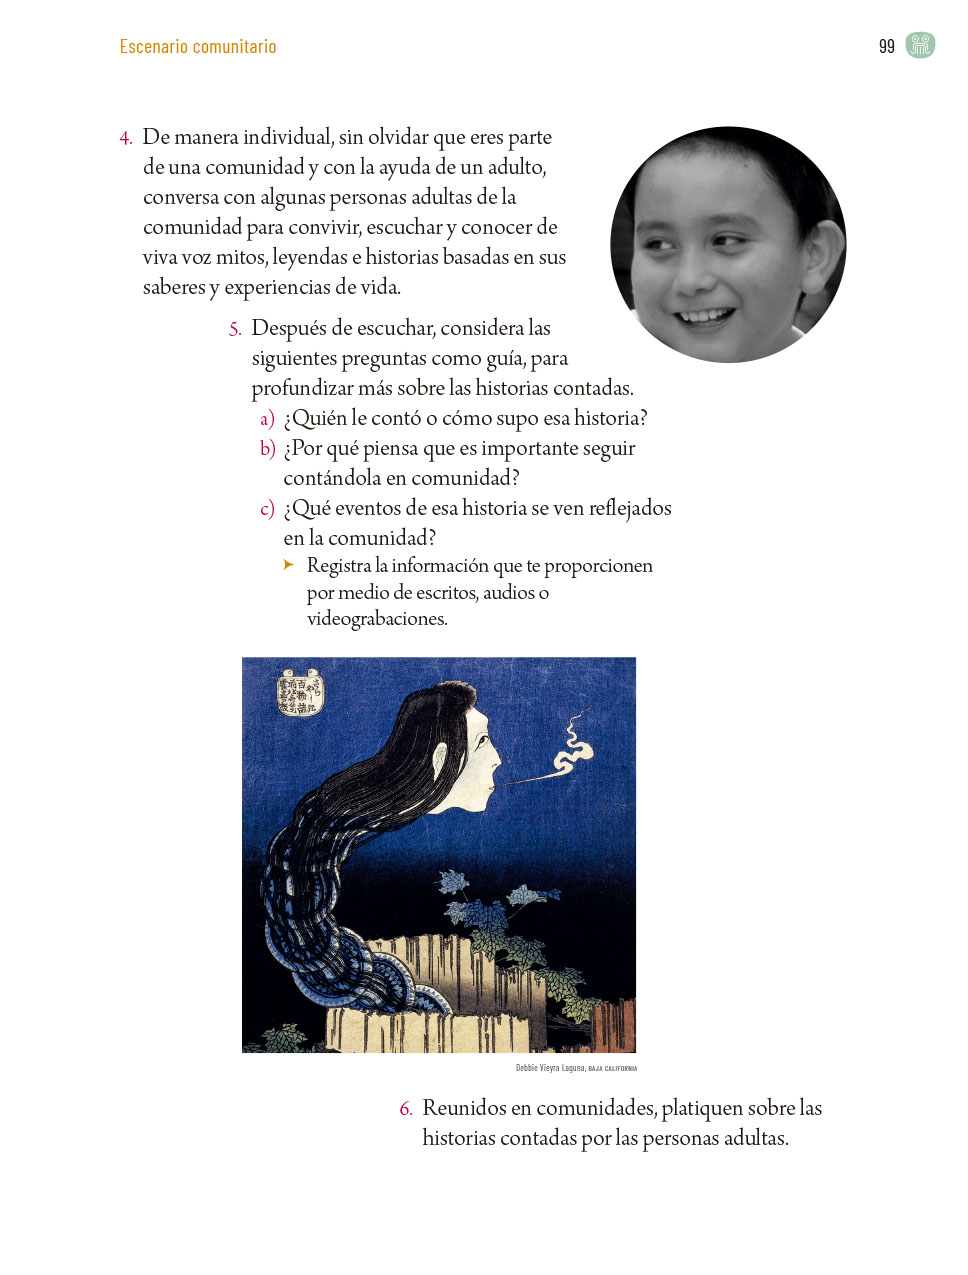 Escenario comunitario
99
4. De manera individual, sin olvidar que eres parte
de una comunidad y con la ayuda de un adulto,
conversa con algunas personas adultas de la
comunidad para convivir, escuchar y conocer de
viva voz mitos, leyendas e historias basadas en sus
saberes y experiencias de vida.
5. Después de escuchar, considera las
siguientes preguntas como guía, para
profundizar más sobre las historias contadas.
a) ¿Quién le contó o cómo supo esa historia?
b) ¿Por qué piensa que es importante seguir
contándola en comunidad?
c) ¿Qué eventos de esa historia se ven reflejados
en la comunidad?
➤ Registra la información que te proporcionen
por medio de escritos, audios o
videograbaciones.
百物語
Debbie Vieyra Laguna, BAJA CALIFORNIA
6. Reunidos en comunidades, platiquen sobre las
historias contadas por las personas adultas.